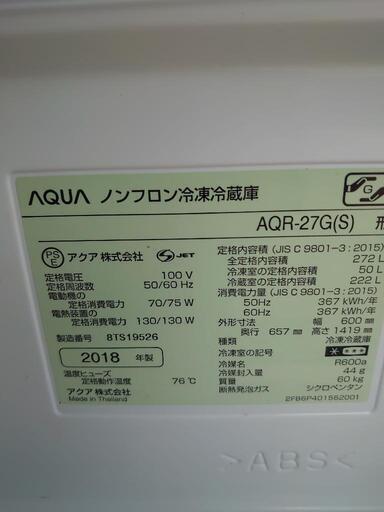 AQUA ノンフロン冷凍冷蔵庫
G
AQR-27G(S) 形
PS E アクア 株式会社 JET
定格電圧 100 V
定格周波数 50/60 Hz
電動機の
定格消費電力 70/75 W
電熱装置の
定格消費電力 130/130 W
製造番号 8TS19526
2018 年製
温度ヒューズ
定格動作温度 76℃
アクア 株式会社
Made in Thailand
定格内容積 (JIS C 9801-3 : 2015)
全定格内容積 272 L
冷凍室の定格内容積 50 L
冷蔵室の定格内容積 222 L
消費電力量 (JIS C 9801-3 : 2015)
50Hz 367 kWh/年
60Hz 367 kWh/年
外形寸法 幅 600 mm
奥行 657 mm 高さ 1419 mm
種類 冷凍冷蔵庫
冷凍室の記号
冷媒名 R600a
冷媒封入量 44 g
質量 60 kg
断熱発泡ガス シクロペンタン
2FB6P401562001
>ABS<